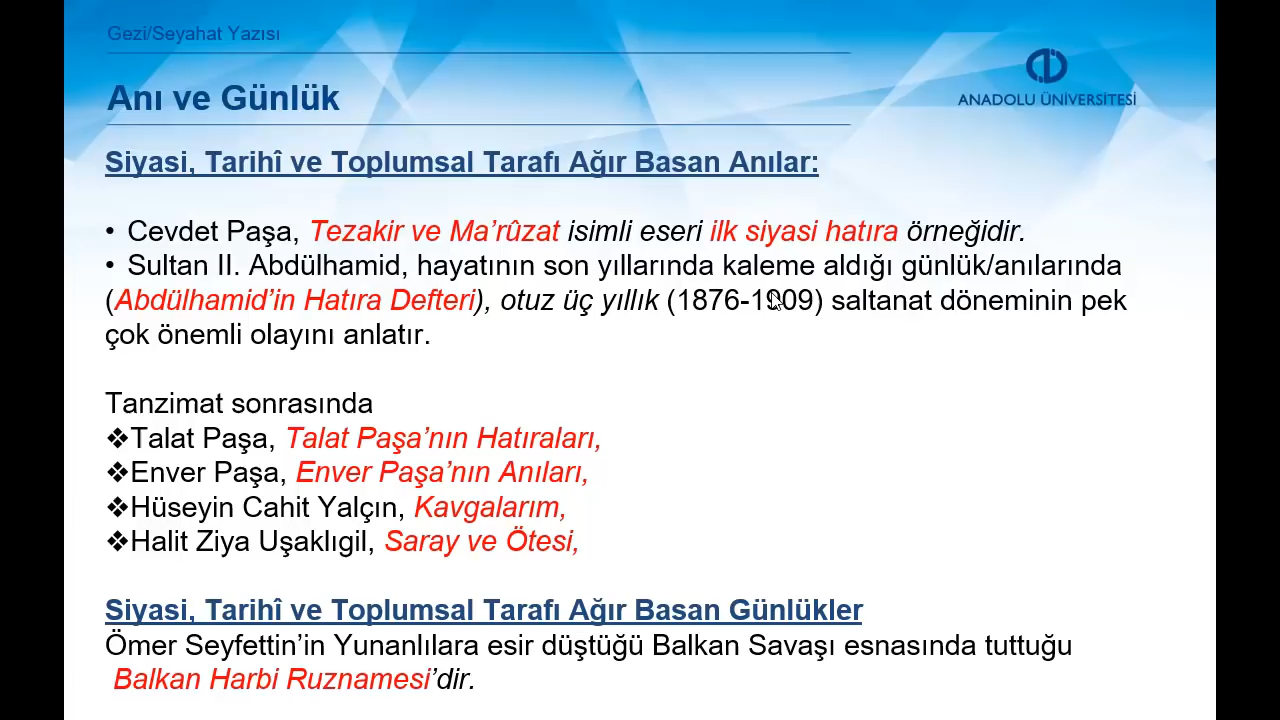 Gezi/Seyahat Yazısı
Anı ve Günlük
ANADOLU ÜNİVERSİTESİ
Siyasi, Tarihî ve Toplumsal Tarafı Ağır Basan Anılar:
• Cevdet Paşa, Tezakir ve Ma’rûzat isimli eseri ilk siyasi hatıra örneğidir.
• Sultan II. Abdülhamid, hayatının son yıllarında kaleme aldığı günlük/anılarında
(Abdülhamid’in Hatıra Defteri), otuz üç yıllık (1876-1909) saltanat döneminin pek
çok önemli olayını anlatır.
Tanzimat sonrasında
❖Talat Paşa, Talat Paşa’nın Hatıraları,
❖Enver Paşa, Enver Paşa’nın Anıları,
❖Hüseyin Cahit Yalçın, Kavgalarım,
❖Halit Ziya Uşaklıgil, Saray ve Ötesi,
Siyasi, Tarihî ve Toplumsal Tarafı Ağır Basan Günlükler
Ömer Seyfettin’in Yunanlılara esir düştüğü Balkan Savaşı esnasında tuttuğu
Balkan Harbi Ruznamesi’dir.